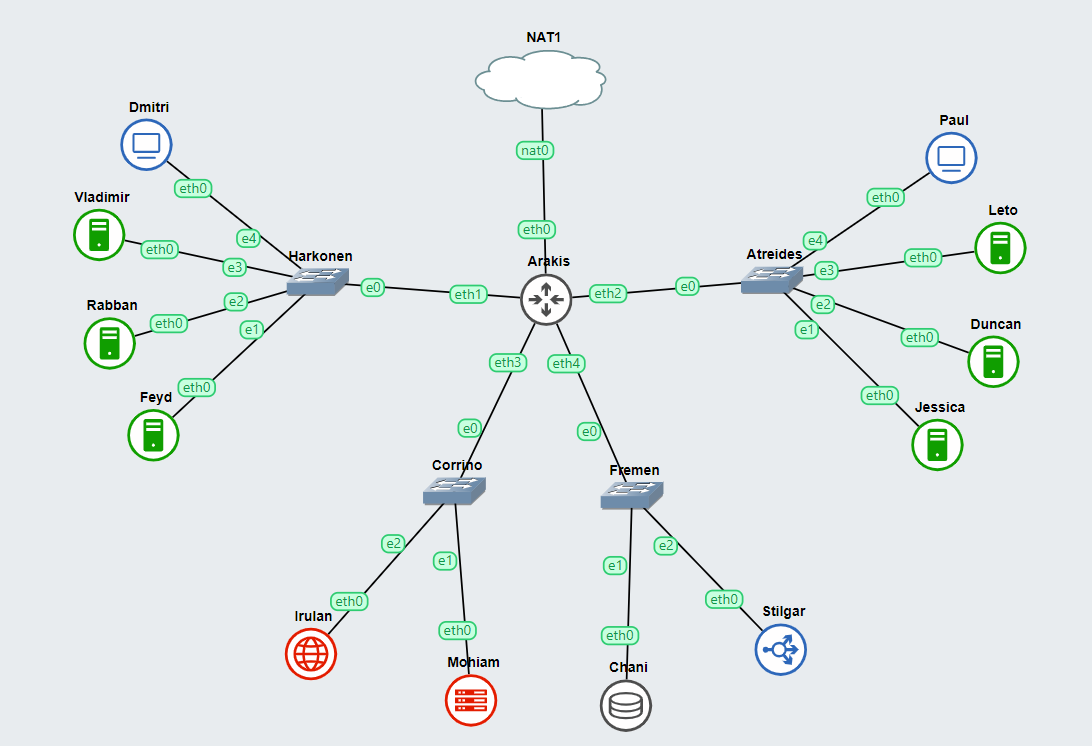 NAT1
nat0
eth0
Arakis
Dmitri
eth0
e4
Vladimir
eth0
e3
Harkonen
e0
eth1
Rabban
eth0
e2
Feyd
eth0
e1
Paul
eth0
e4
Leto
eth0
e3
Atreides
e0
eth2
Duncan
eth0
e2
Jessica
eth0
e1
eth3
e0
Corrino
e2
eth0
Irulan
e1
eth0
Mohiam
eth4
e0
Fremen
e1
eth0
Chani
e2
eth0
Stilgar